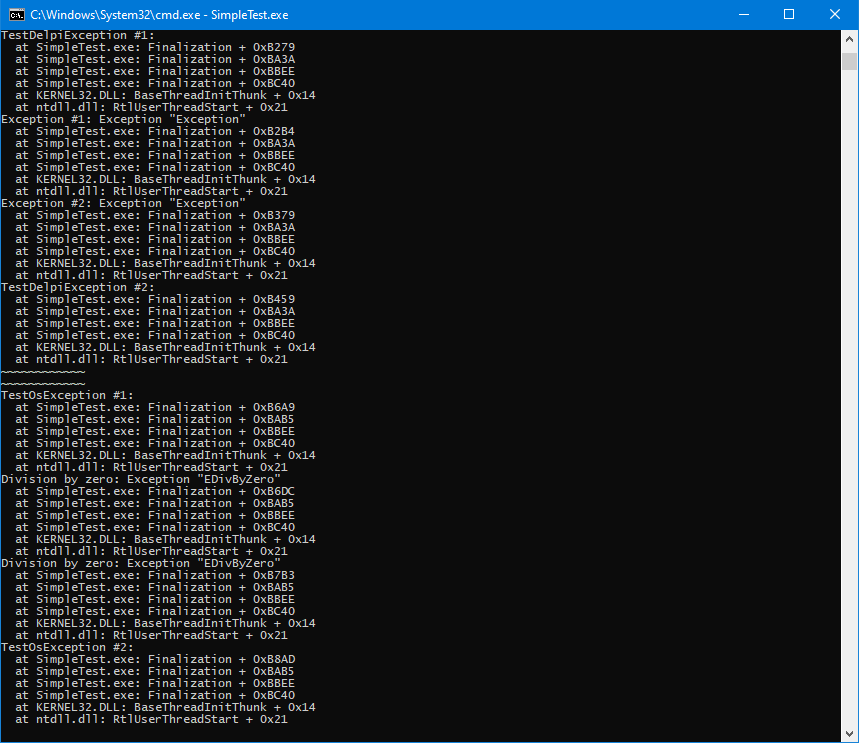 C:\Windows\System32\cmd.exe - SimpleTest.exe
TestDelpiException #1:
at SimpleTest.exe: Finalization + 0xB279
at SimpleTest.exe: Finalization + 0xBA3A
at SimpleTest.exe: Finalization + 0xBBEE
at SimpleTest.exe: Finalization + 0xBC40
at KERNEL32.DLL: BaseThreadInitThunk + 0x14
at ntdll.dll: RtlUserThreadStart + 0x21
Exception #1: Exception "Exception"
at SimpleTest.exe: Finalization + 0xB2B4
at SimpleTest.exe: Finalization + 0xBA3A
at SimpleTest.exe: Finalization + 0xBBEE
at SimpleTest.exe: Finalization + 0xBC40
at KERNEL32.DLL: BaseThreadInitThunk + 0x14
at ntdll.dll: RtlUserThreadStart + 0x21
Exception #2: Exception "Exception"
at SimpleTest.exe: Finalization + 0xB379
at SimpleTest.exe: Finalization + 0xBA3A
at SimpleTest.exe: Finalization + 0xBBEE
at SimpleTest.exe: Finalization + 0xBC40
at KERNEL32.DLL: BaseThreadInitThunk + 0x14
at ntdll.dll: RtlUserThreadStart + 0x21
TestDelpiException #2:
at SimpleTest.exe: Finalization + 0xB459
at SimpleTest.exe: Finalization + 0xBA3A
at SimpleTest.exe: Finalization + 0xBBEE
at SimpleTest.exe: Finalization + 0xBC40
at KERNEL32.DLL: BaseThreadInitThunk + 0x14
at ntdll.dll: RtlUserThreadStart + 0x21
~~~~~~~~~~~~
~~~~~~~~~~~~
TestOsException #1:
at SimpleTest.exe: Finalization + 0xB6A9
at SimpleTest.exe: Finalization + 0xBAB5
at SimpleTest.exe: Finalization + 0xBBEE
at SimpleTest.exe: Finalization + 0xBC40
at KERNEL32.DLL: BaseThreadInitThunk + 0x14
at ntdll.dll: RtlUserThreadStart + 0x21
Division by zero: Exception "EDivByZero"
at SimpleTest.exe: Finalization + 0xB6DC
at SimpleTest.exe: Finalization + 0xBAB5
at SimpleTest.exe: Finalization + 0xBBEE
at SimpleTest.exe: Finalization + 0xBC40
at KERNEL32.DLL: BaseThreadInitThunk + 0x14
at ntdll.dll: RtlUserThreadStart + 0x21
Division by zero: Exception "EDivByZero"
at SimpleTest.exe: Finalization + 0xB7B3
at SimpleTest.exe: Finalization + 0xBAB5
at SimpleTest.exe: Finalization + 0xBBEE
at SimpleTest.exe: Finalization + 0xBC40
at KERNEL32.DLL: BaseThreadInitThunk + 0x14
at ntdll.dll: RtlUserThreadStart + 0x21
TestOsException #2:
at SimpleTest.exe: Finalization + 0xB8AD
at SimpleTest.exe: Finalization + 0xBAB5
at SimpleTest.exe: Finalization + 0xBBEE
at SimpleTest.exe: Finalization + 0xBC40
at KERNEL32.DLL: BaseThreadInitThunk + 0x14
at ntdll.dll: RtlUserThreadStart + 0x21